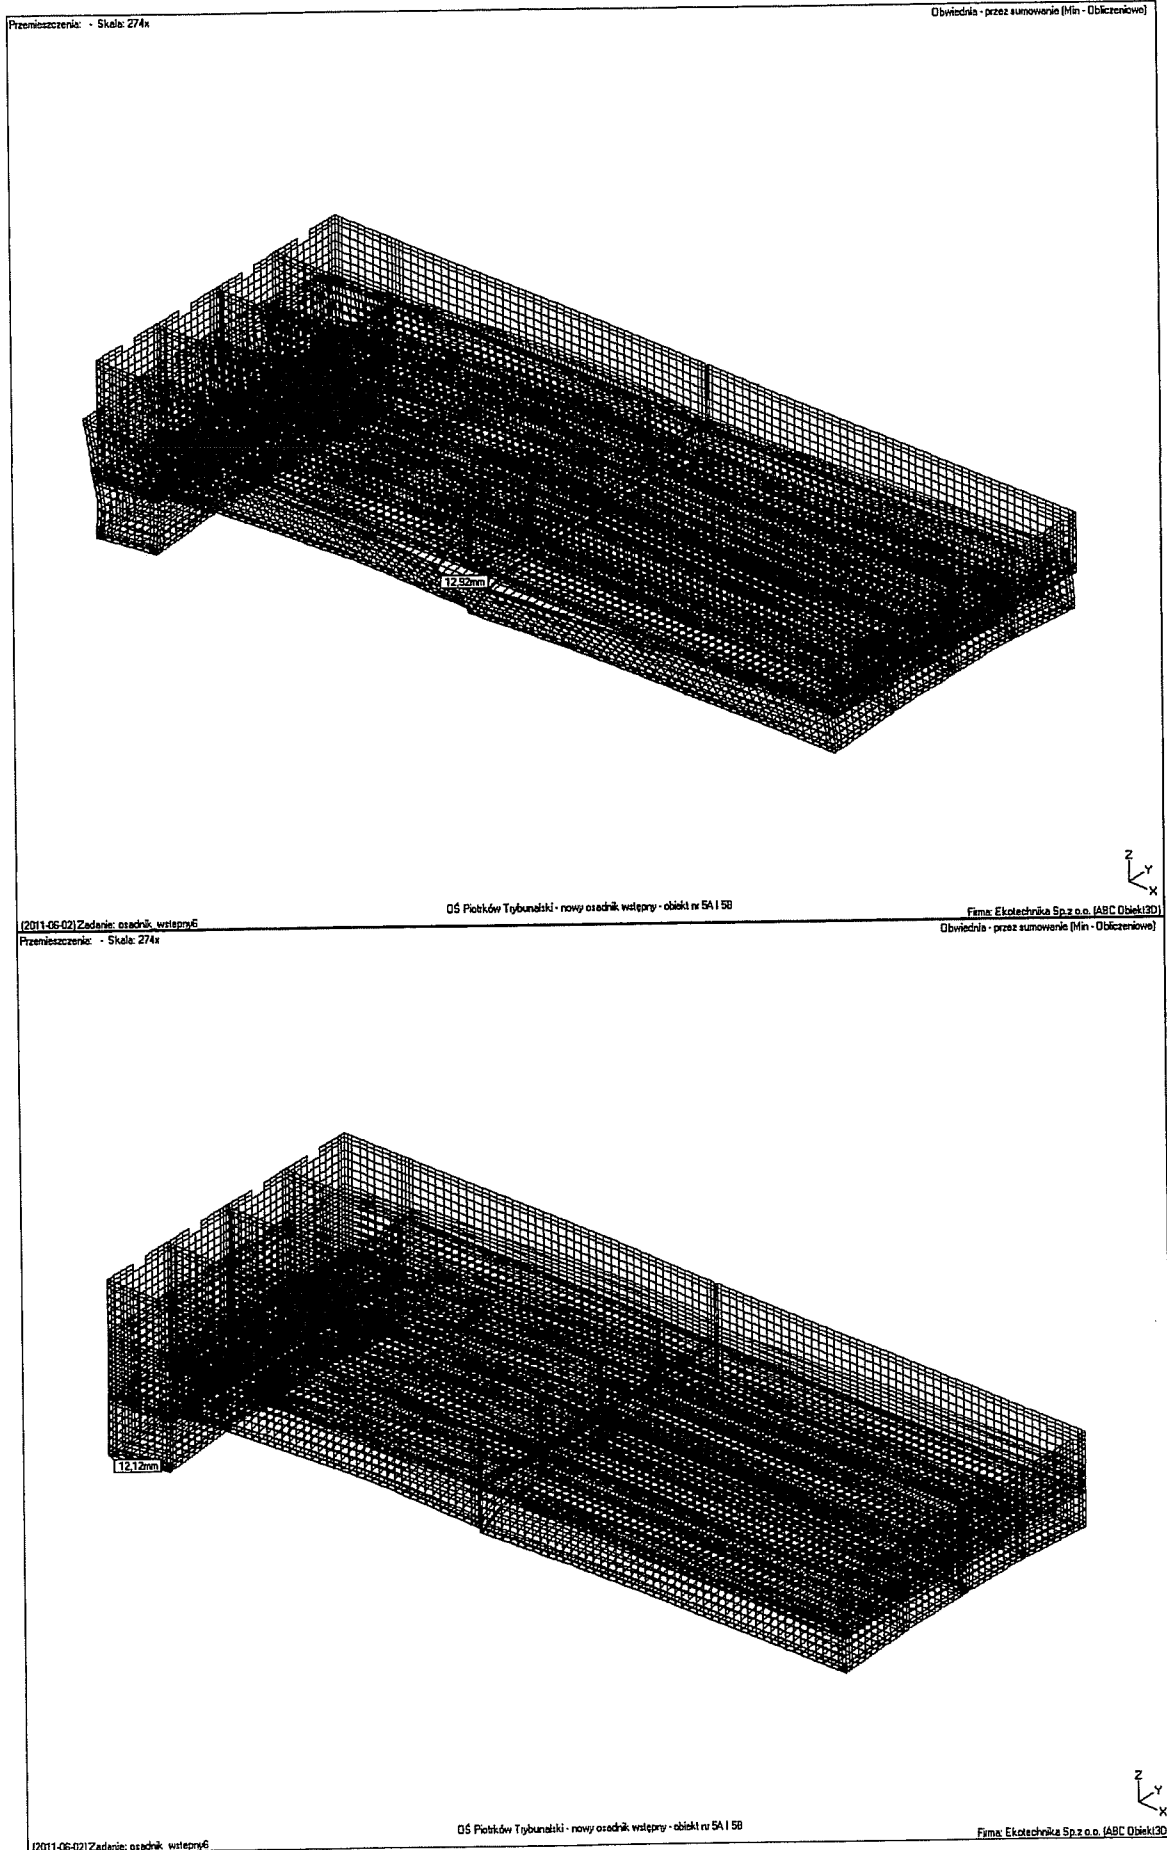 Przemieszczenia: - Skala: 274x
Obwiednia - przez sumowanie (Min - Obliczeniowe)
12,92mm
Z
Y
X
OŚ Piotrków Trybunalski - nowy osadnik wstępny - obiekt nr 5A I 5B
(2011-06-02) Zadanie: osadnik_wstepny6
Firma: Ekotechnika Sp.z o.o. (ABC Obiekt3D)
Przemieszczenia: - Skala: 274x
Obwiednia - przez sumowanie (Min - Obliczeniowe)
12,12mm
Z
Y
X
OŚ Piotrków Trybunalski - nowy osadnik wstępny - obiekt nr 5A I 5B
(2011-06-02) Zadanie: osadnik_wstepny6
Firma: Ekotechnika Sp.z o.o. (ABC Obiekt3D